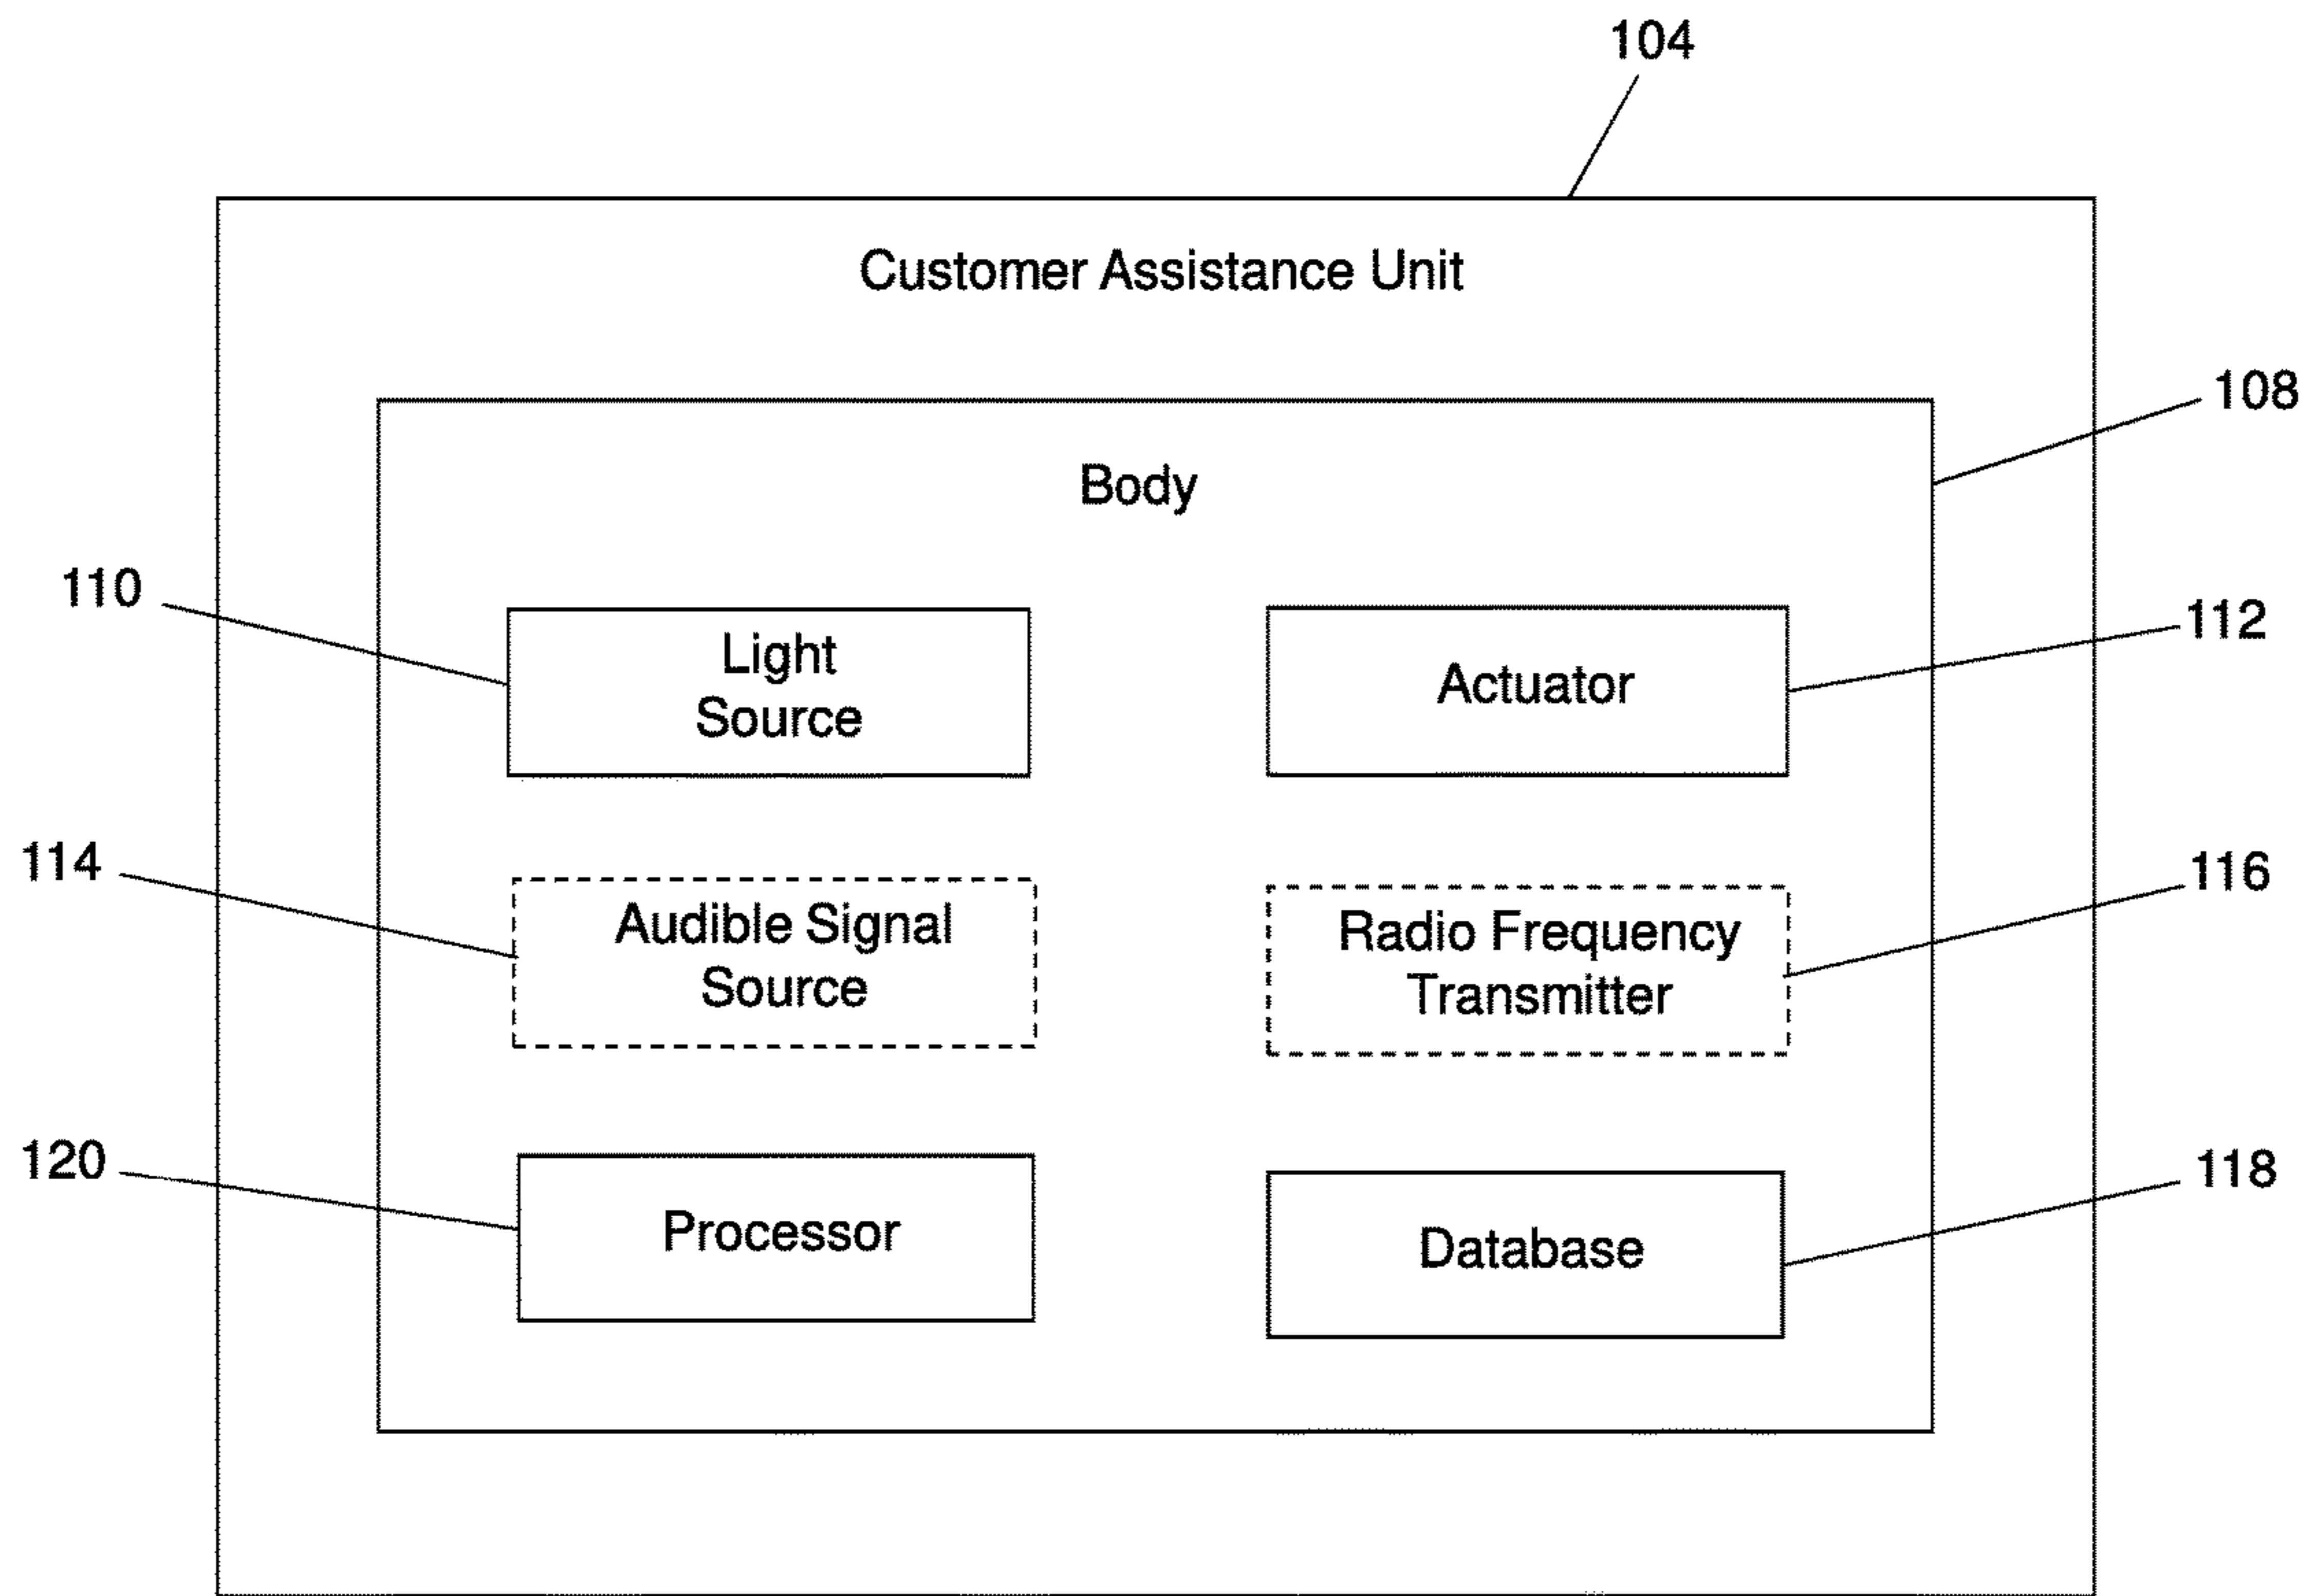 104
Customer Assistance Unit
108
Body
110
Light
Source
Actuator
112
114
Audible Signal
Source
Radio Frequency
Transmitter
116
120
Processor
Database
118